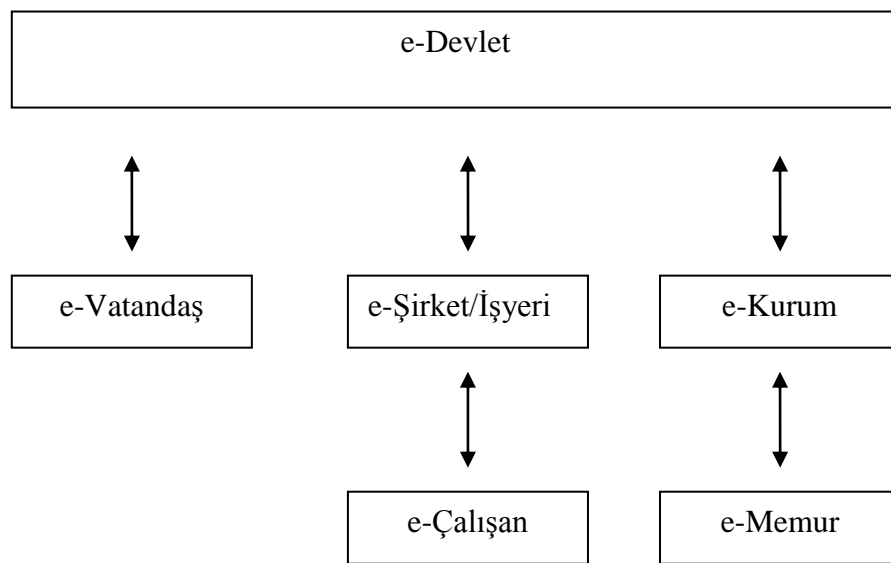 e-Devlet
e-Vatandaş
e-Şirket/İşyeri
e-Kurum
e-Çalışan
e-Memur